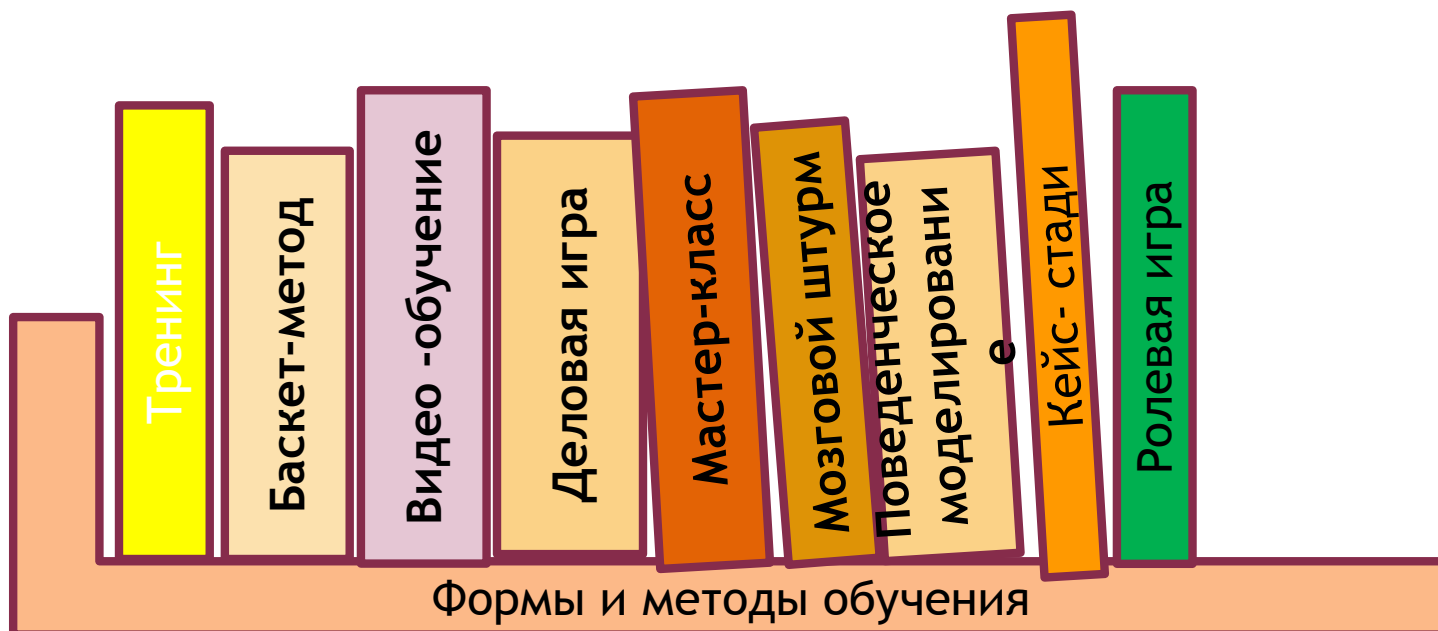 Тренинг
Баскет-метод
Видео -обучение
Деловая игра
Мастер-класс
Мозговой штурм
Поведенческое
моделировани
е
Кейс- стади
Ролевая игра
Формы и методы обучения